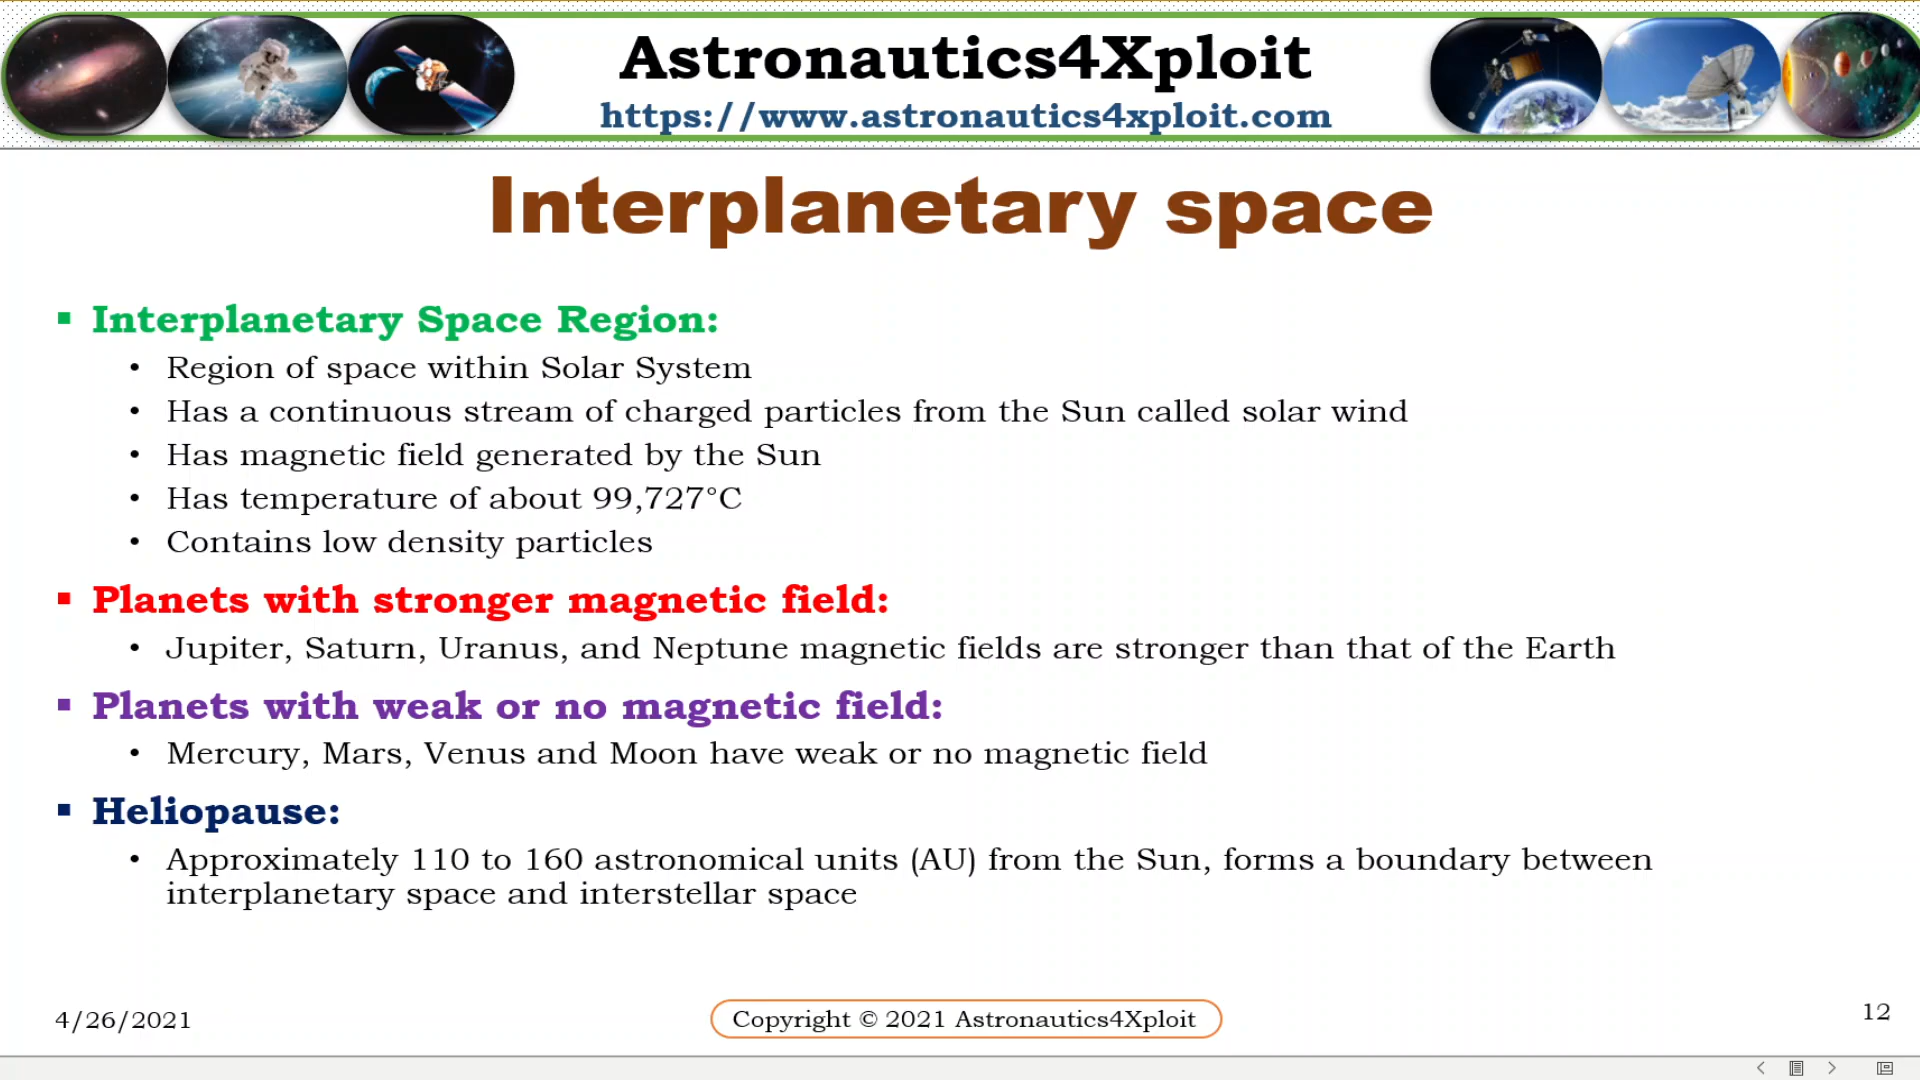 Astronautics4Xploit
https://www.astronautics4xploit.com
Interplanetary space
▪ Interplanetary Space Region:
• Region of space within Solar System
• Has a continuous stream of charged particles from the Sun called solar wind
• Has magnetic field generated by the Sun
• Has temperature of about 99,727°C
• Contains low density particles
▪ Planets with stronger magnetic field:
• Jupiter, Saturn, Uranus, and Neptune magnetic fields are stronger than that of the Earth
▪ Planets with weak or no magnetic field:
• Mercury, Mars, Venus and Moon have weak or no magnetic field
▪ Heliopause:
• Approximately 110 to 160 astronomical units (AU) from the Sun, forms a boundary between
interplanetary space and interstellar space
4/26/2021
Copyright © 2021 Astronautics4Xploit
12